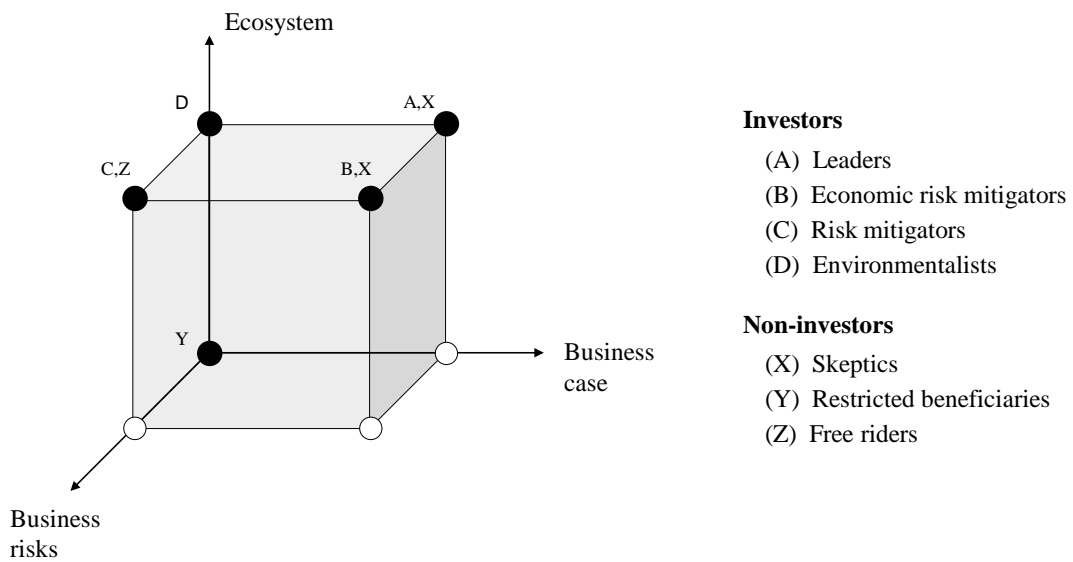 Ecosystem
D
A,X
C,Z
B,X
Y
Business
case
Business
risks
Investors
(A) Leaders
(B) Economic risk mitigators
(C) Risk mitigators
(D) Environmentalists
Non-investors
(X) Skeptics
(Y) Restricted beneficiaries
(Z) Free riders